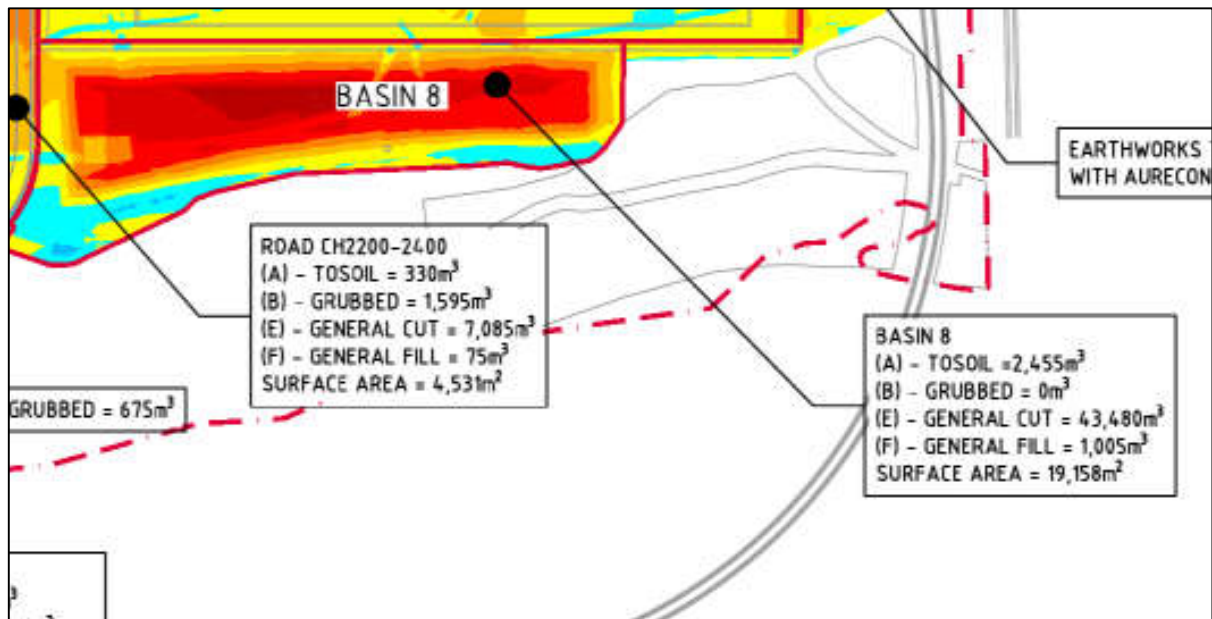 BASIN 8
EARTHWORKS
WITH AURECON
ROAD CH2200-2400
(A) - TOSOIL = 330m³
(B) - GRUBBED = 1,595m³
(E) - GENERAL CUT = 7,085m³
(F) - GENERAL FILL = 75m³
SURFACE AREA = 4,531m²
BASIN 8
(A) - TOSOIL =2,455m³
(B) - GRUBBED = 0m³
(E) - GENERAL CUT = 43,480m³
(F) - GENERAL FILL = 1,005m³
SURFACE AREA = 19,158m²
GRUBBED = 675m³